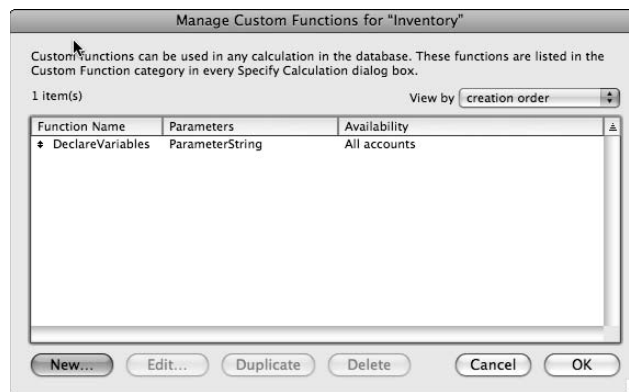 Manage Custom Functions for “Inventory”
Custom functions can be used in any calculation in the database. These functions are listed in the
Custom Function category in every Specify Calculation dialog box.
1 item(s) View by creation order
Function Name Parameters Availability
DeclareVariables ParameterString All accounts
New... Edit... Duplicate Delete Cancel OK